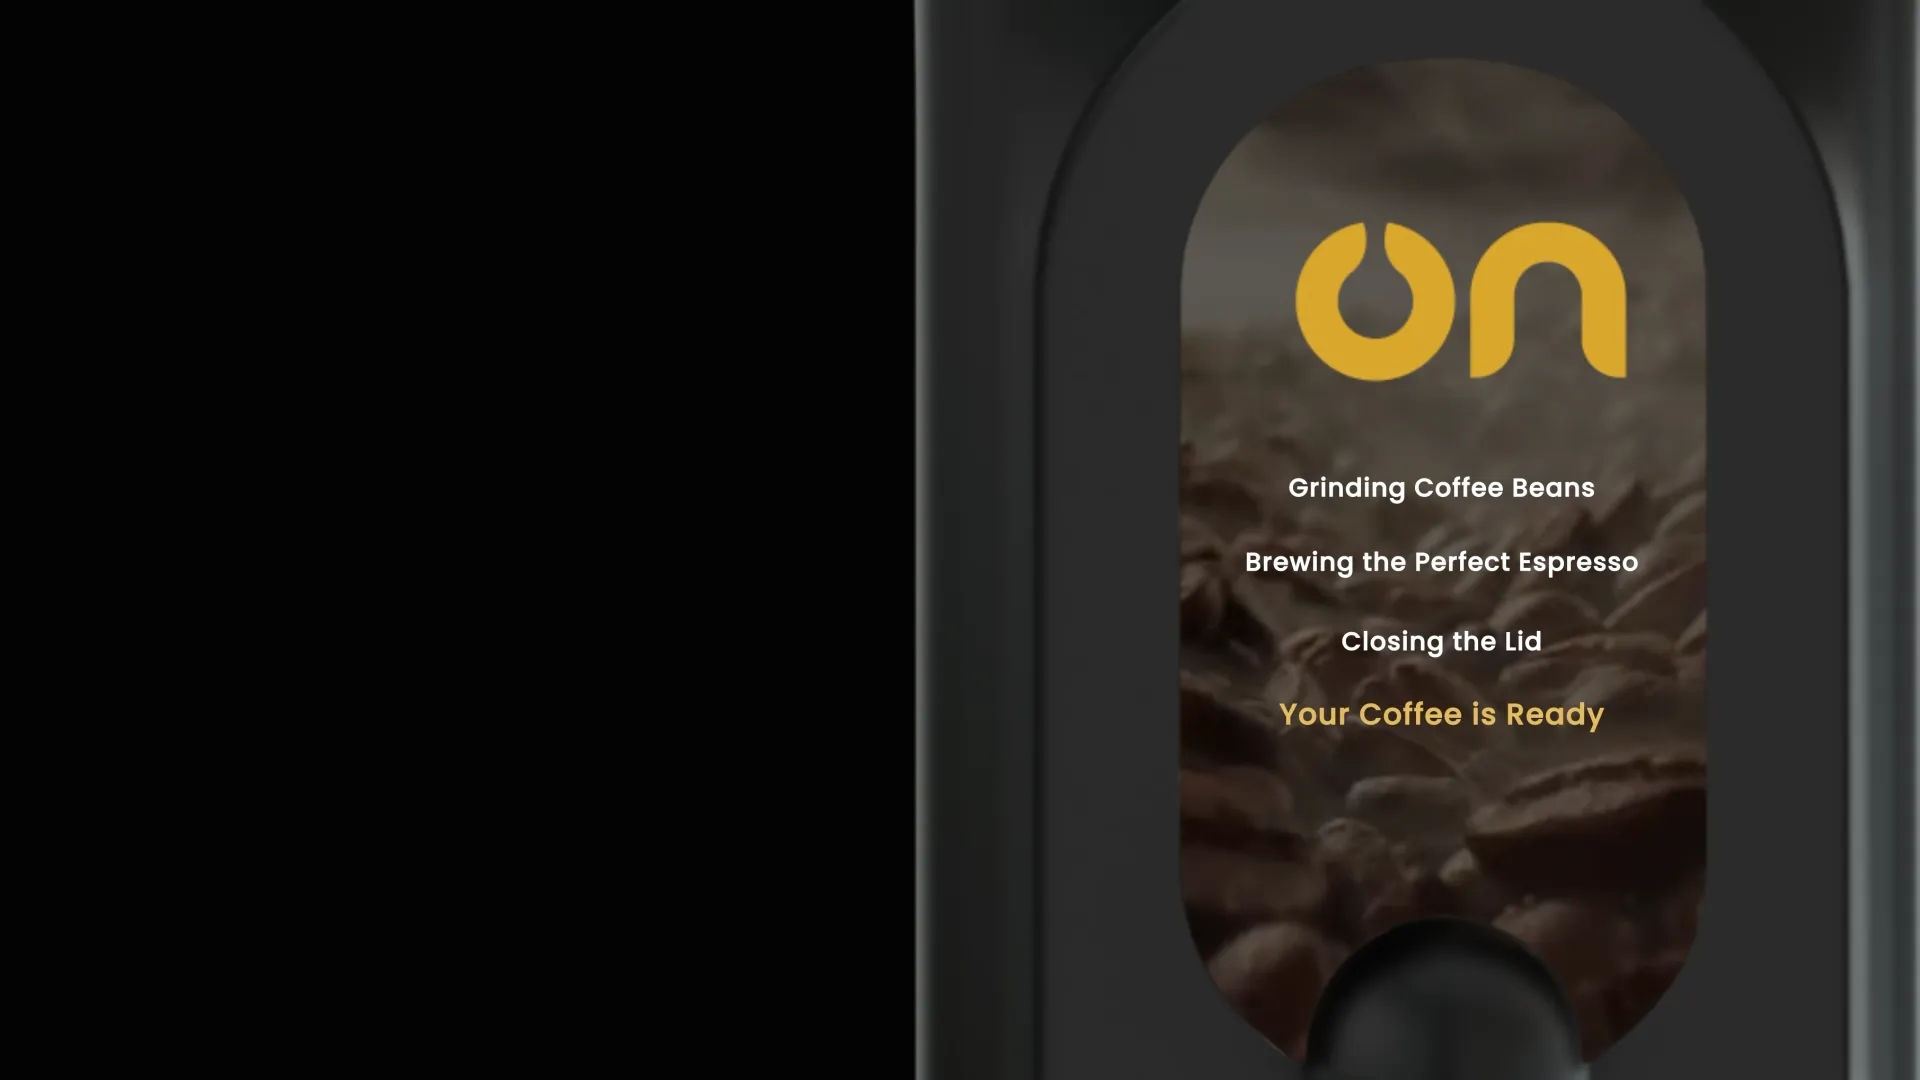 on
Grinding Coffee Beans
Brewing the Perfect Espresso
Closing the Lid
Your Coffee is Ready